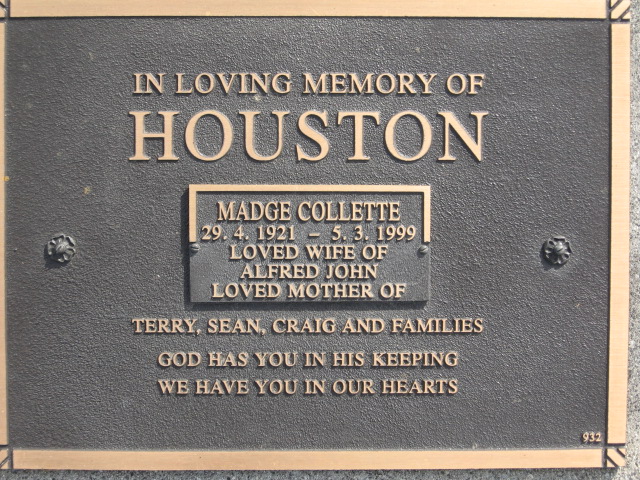 IN LOVING MEMORY OF
HOUSTON
MADGE COLLETTE
29. 4. 1921 – 5. 3. 1999
LOVED WIFE OF
ALFRED JOHN
LOVED MOTHER OF
TERRY, SEAN, CRAIG AND FAMILIES
GOD HAS YOU IN HIS KEEPING
WE HAVE YOU IN OUR HEARTS
932